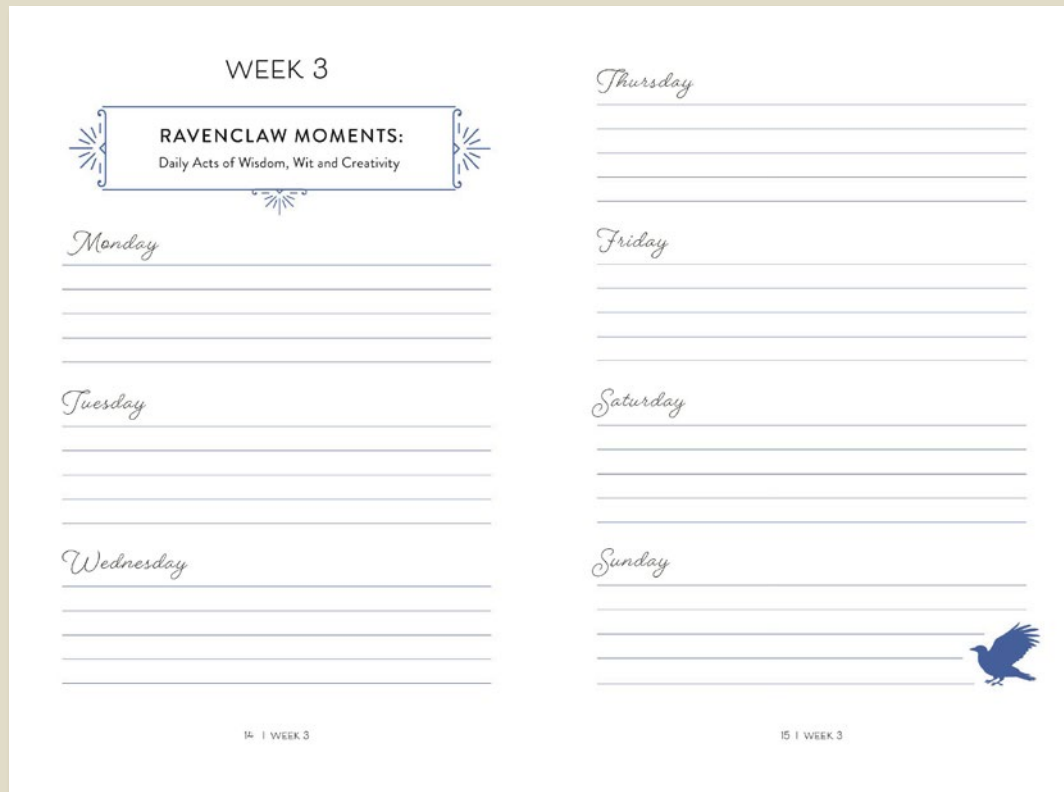 WEEK 3
RAVENCLAW MOMENTS:
Daily Acts of Wisdom, Wit and Creativity
Monday
Tuesday
Wednesday
14 | WEEK 3
Thursday
Friday
Saturday
Sunday
15 | WEEK 3